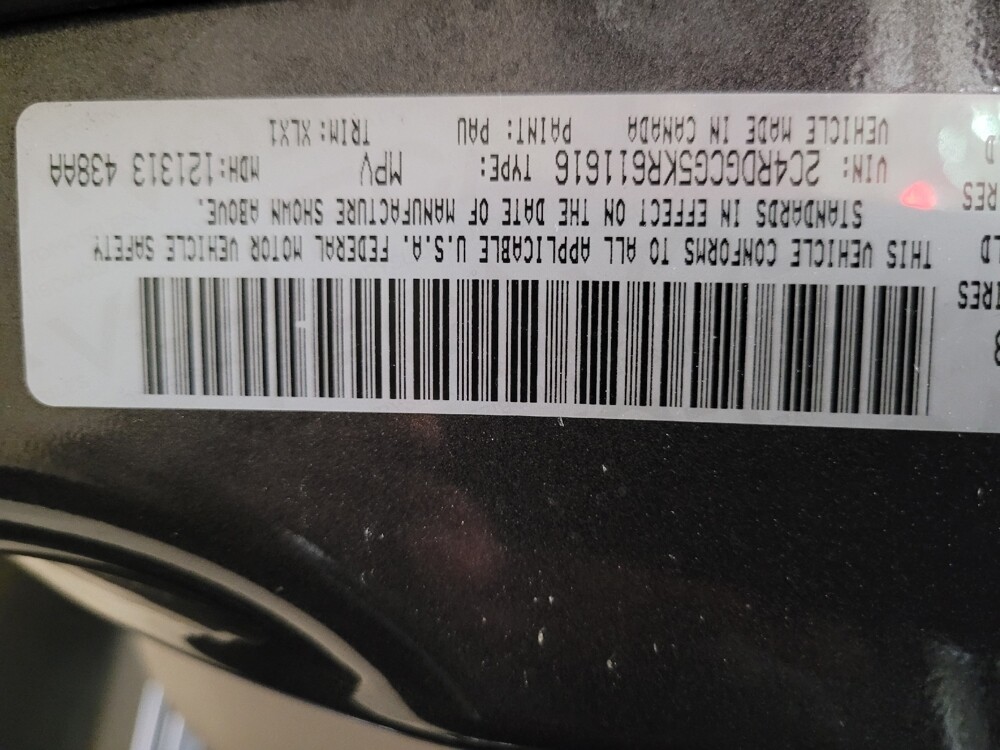 THIS VEHICLE CONFORMS TO ALL APPLICABLE U.S.A. FEDERAL MOTOR VEHICLE SAFETY
STANDARDS IN EFFECT ON THE DATE OF MANUFACTURE SHOWN ABOVE.
VIN: 2C4RDGCG5KR611616 TYPE: MPV MDH: 121313 438AA
VEHICLE MADE IN CANADA PAINT: PAU TRIM: XLX1